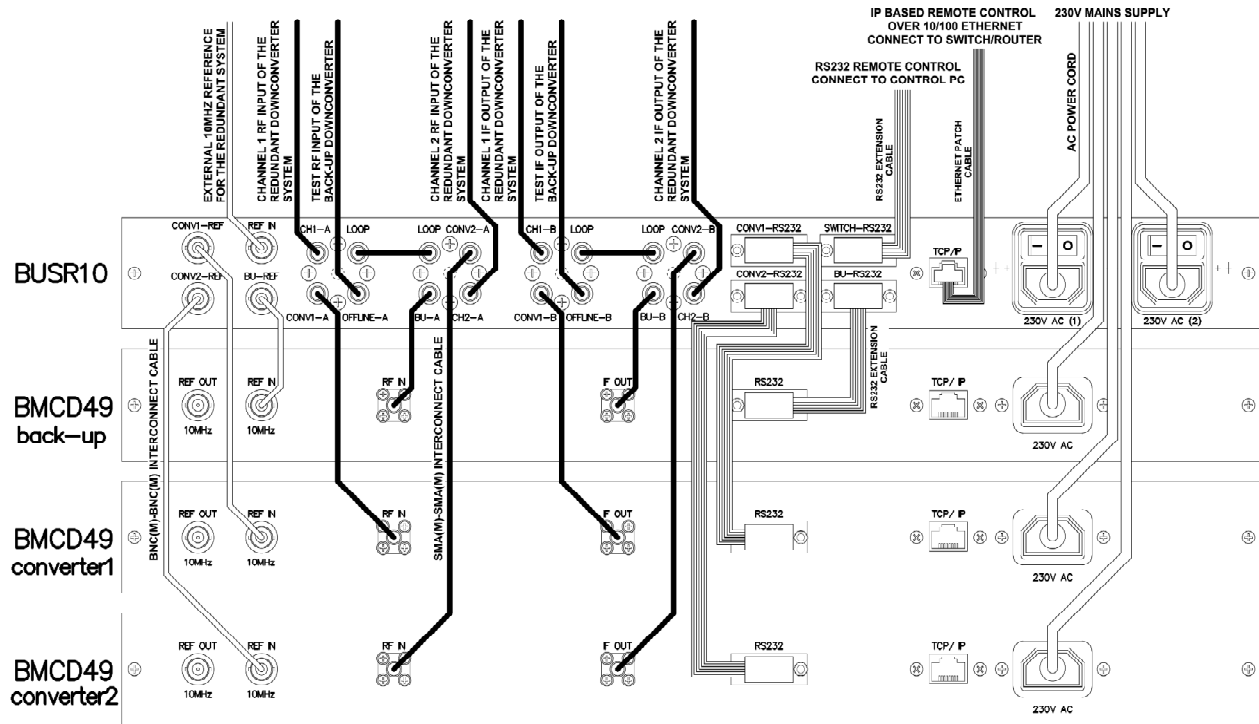 IP BASED REMOTE CONTROL
OVER 10/100 ETHERNET
CONNECT TO SWITCH/ROUTER
230V MAINS SUPPLY
RS232 REMOTE CONTROL
CONNECT TO CONTROL PC
EXTERNAL 10MHZ REFERENCE
FOR THE REDUNDANT SYSTEM
CHANNEL 1 RF INPUT OF THE
REDUNDANT DOWNCONVERTER
SYSTEM
TEST RF INPUT OF THE
BACK-UP DOWNCONVERTER
CHANNEL 2 RF INPUT OF THE
REDUNDANT DOWNCONVERTER
SYSTEM
CHANNEL 1 IF OUTPUT OF THE
REDUNDANT DOWNCONVERTER
SYSTEM
TEST IF OUTPUT OF THE
BACK-UP DOWNCONVERTER
CHANNEL 2 IF OUTPUT OF THE
REDUNDANT DOWNCONVERTER
SYSTEM
RS232 EXTENSION
CABLE
ETHERNET PATCH
CABLE
AC POWER CORD
BUSR10
CONV1-REF
REF IN
CH1-A
LOOP
LOOP
CONV2-A
CH1-B
LOOP
LOOP
CONV2-B
CONV1-RS232
SWITCH-RS232
TCP/IP
CONV2-REF
BU-REF
CONV2-RS232
BU-RS232
CONV1-A
OFFLINE-A
BU-A
CH2-A
CONV1-B
OFFLINE-B
BU-B
CH2-B
– O
– O
230V AC (1)
230V AC (2)
BNC(M)-BNC(M) INTERCONNECT CABLE
SMA(M)-SMA(M) INTERCONNECT CABLE
RS232 EXTENSION
CABLE
BMCD49
back-up
REF OUT
REF IN
RF IN
IF OUT
RS232
TCP/ IP
10MHz
10MHz
230V AC
BMCD49
converter1
REF OUT
REF IN
RF IN
IF OUT
RS232
TCP/ IP
10MHz
10MHz
230V AC
BMCD49
converter2
REF OUT
REF IN
RF IN
IF OUT
RS232
TCP/ IP
10MHz
10MHz
230V AC